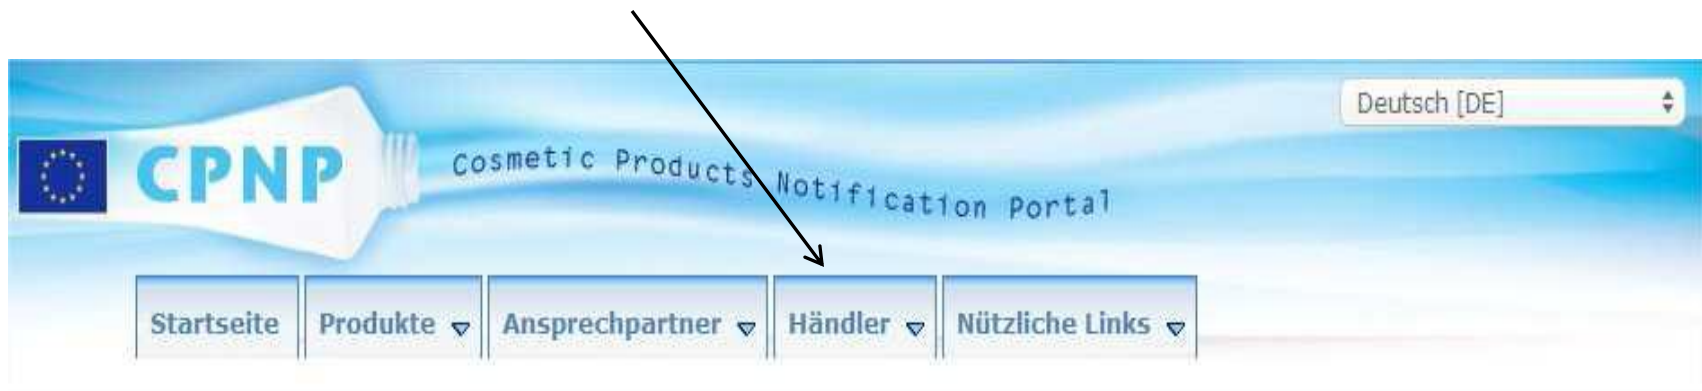 Deutsch [DE]
CPNP
Cosmetic Products Notification Portal
Startseite Produkte Ansprechpartner Händler Nützliche Links